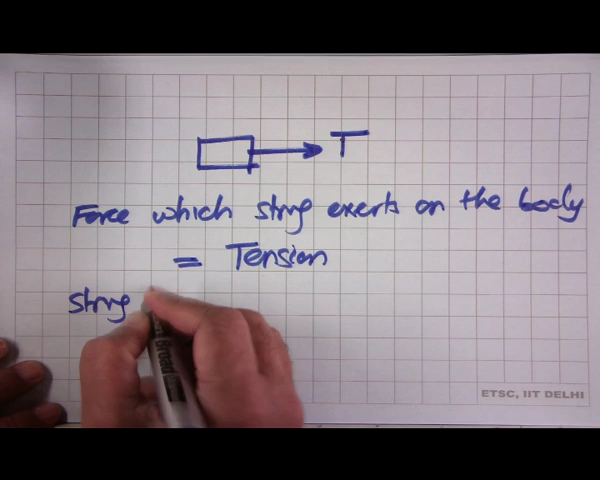 T
Force which string exerts on the body
= Tension
string
ETSC, IIT DELHI